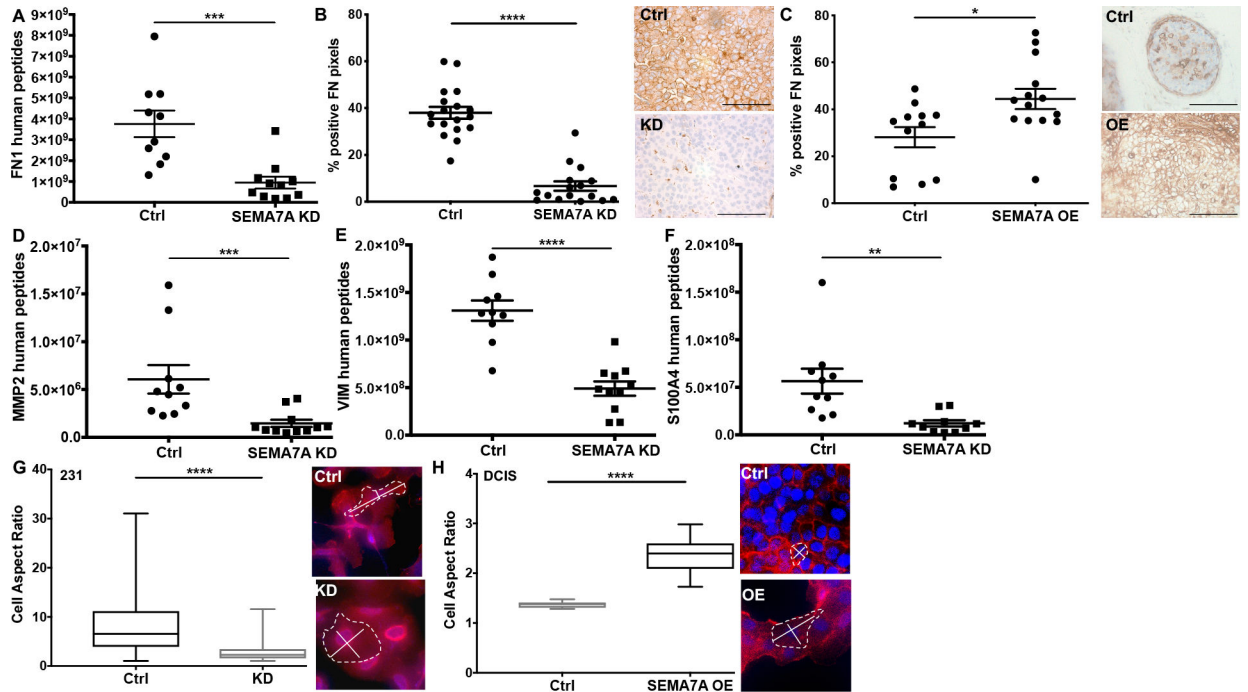 A
FN1 human peptides
9×10⁹
8×10⁹
7×10⁹
6×10⁹
5×10⁹
4×10⁹
3×10⁹
2×10⁹
1×10⁹
0
***
Ctrl
SEMA7A KD
B
% positive FN pixels
80
60
40
20
0
****
Ctrl
SEMA7A KD
Ctrl
KD
C
% positive FN pixels
80
60
40
20
0
*
Ctrl
SEMA7A OE
Ctrl
OE
D
MMP2 human peptides
2.0×10⁷
1.5×10⁷
1.0×10⁷
5.0×10⁶
0.0
***
Ctrl
SEMA7A KD
E
VIM human peptides
2.0×10⁹
1.5×10⁹
1.0×10⁹
5.0×10⁸
0.0
****
Ctrl
SEMA7A KD
F
S100A4 human peptides
2.0×10⁸
1.5×10⁸
1.0×10⁸
5.0×10⁷
0.0
**
Ctrl
SEMA7A KD
G
231
Cell Aspect Ratio
40
30
20
10
0
****
Ctrl
KD
Ctrl
KD
H
DCIS
Cell Aspect Ratio
4
3
2
1
0
****
Ctrl
SEMA7A OE
Ctrl
OE